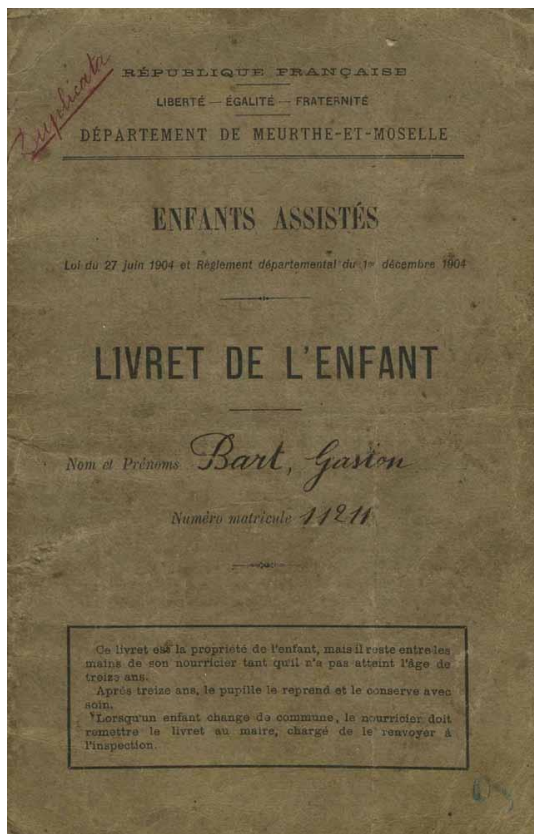 Duplicata
RÉPUBLIQUE FRANÇAISE
LIBERTÉ — ÉGALITÉ — FRATERNITÉ
DÉPARTEMENT DE MEURTHE-ET-MOSELLE
ENFANTS ASSISTÉS
Loi du 27 juin 1904 et Règlement départemental du 1er décembre 1904
LIVRET DE L'ENFANT
Nom et Prénoms Bart, Gaston
Numéro matricule 11211
Ce livret est la propriété de l'enfant, mais il reste entre les
mains de son nourricier tant qu'il n'a pas atteint l'âge de
treize ans.
Après treize ans, le pupille le reprend et le conserve avec
soin.
Lorsqu'un enfant change de commune, le nourricier doit
remettre le livret au maire, chargé de le renvoyer à
l'inspection.